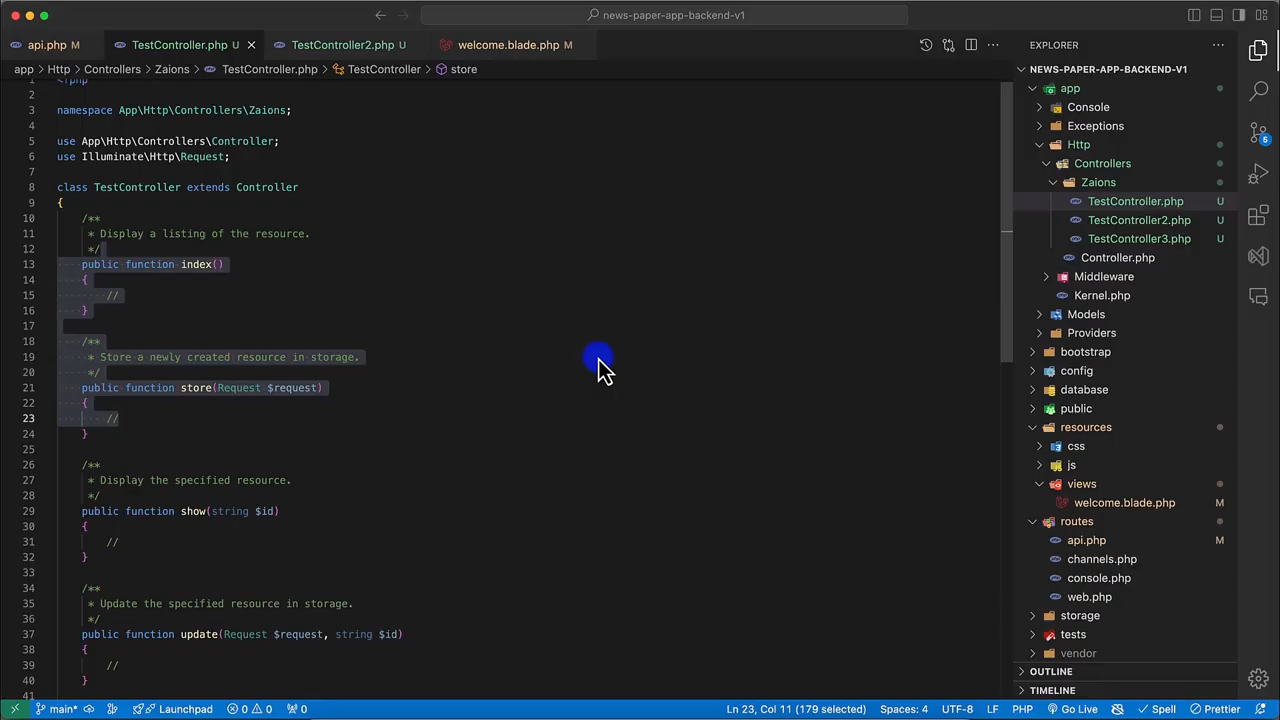 news-paper-app-backend-v1
api.php M
TestController.php U
TestController2.php U
welcome.blade.php M
app > Http > Controllers > Zaions > TestController.php > TestController > store
1 <?php
2
3 namespace App\Http\Controllers\Zaions;
4
5 use App\Http\Controllers\Controller;
6 use Illuminate\Http\Request;
7
8 class TestController extends Controller
9 {
10 /**
11 * Display a listing of the resource.
12 */
13 public function index()
14 {
15 //
16 }
17
18 /**
19 * Store a newly created resource in storage.
20 */
21 public function store(Request $request)
22 {
23 //
24 }
25
26 /**
27 * Display the specified resource.
28 */
29 public function show(string $id)
30 {
31 //
32 }
33
34 /**
35 * Update the specified resource in storage.
36 */
37 public function update(Request $request, string $id)
38 {
39 //
40 }
41
EXPLORER
NEWS-PAPER-APP-BACKEND-V1
app
Console
Exceptions
Http
Controllers
Zaions
TestController.php U
TestController2.php U
TestController3.php U
Controller.php
Middleware
Kernel.php
Models
Providers
bootstrap
config
database
public
resources
css
js
views
welcome.blade.php M
routes
api.php M
channels.php
console.php
web.php
storage
tests
vendor
OUTLINE
TIMELINE
5
main* Launchpad 0 0 0 Ln 23, Col 11 (179 selected) Spaces: 4 UTF-8 LF PHP Go Live Spell Prettier